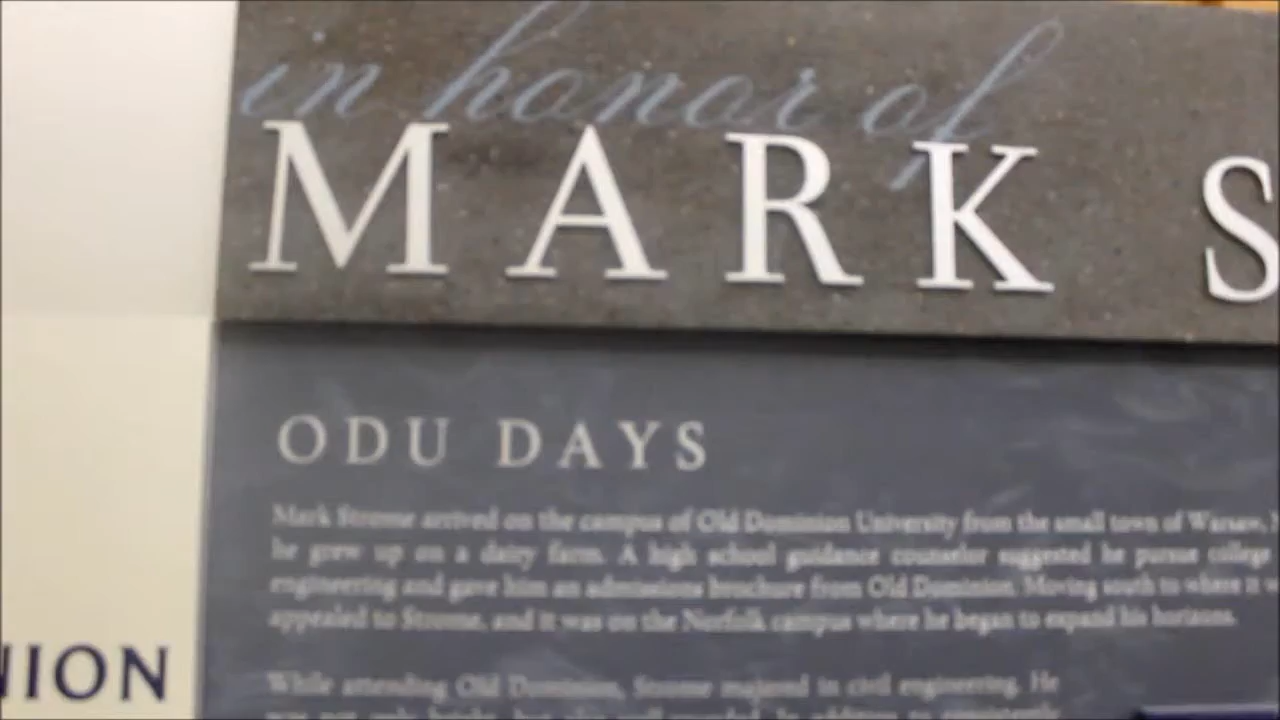 in honor of
MARK S
ODU DAYS
Mark Strome arrived on the campus of Old Dominion University from the small town of Warsaw,
he grew up on a dairy farm. A high school guidance counselor suggested he pursue college
engineering and gave him an admissions brochure from Old Dominion. Moving south to where it w
appealed to Strome, and it was on the Norfolk campus where he began to expand his horizons.
While attending Old Dominion, Strome majored in civil engineering. He
NION